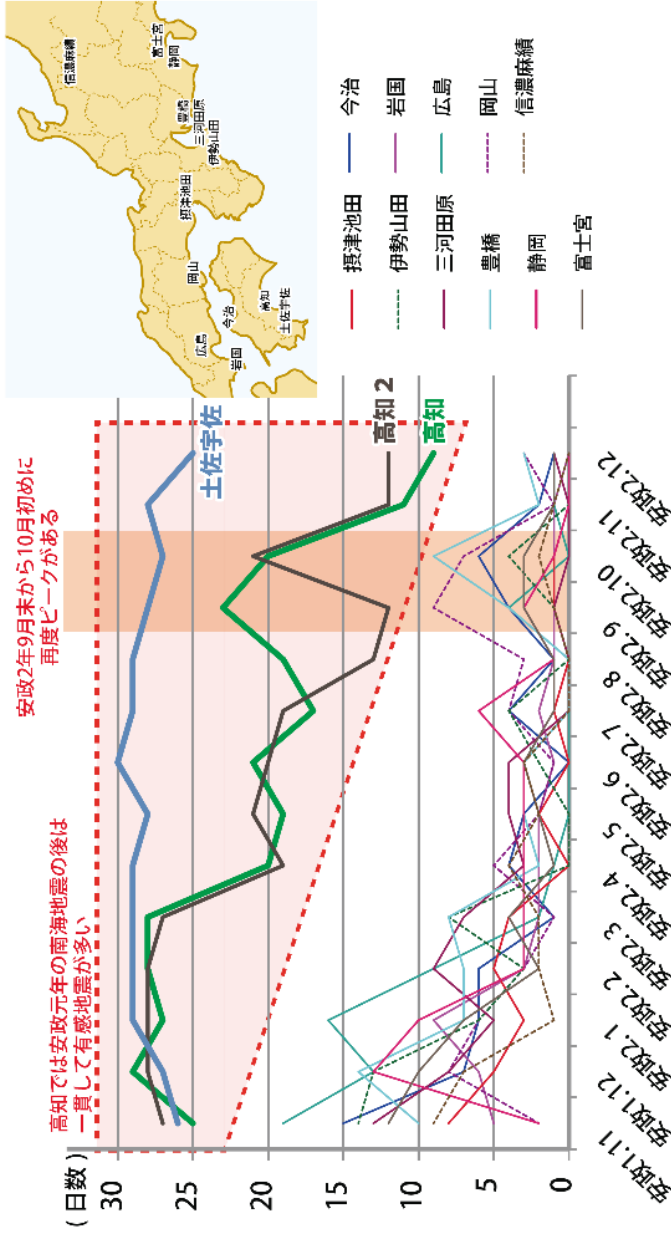 安政2年9月末から10月初めに
再度ピークがある
高知では安政元年の南海地震の後は
一貫して有感地震が多い
(日数)
30
25
20
15
10
5
0
土佐宇佐
高知2
高知
安政1.11
安政1.12
安政2.1
安政2.2
安政2.3
安政2.4
安政2.5
安政2.6
安政2.7
安政2.8
安政2.9
安政2.10
安政2.11
安政2.12
信濃麻績
富士宮
静岡
豊橋
三河田原
伊勢山田
摂津池田
岡山
広島
今治
岩国
高知
土佐宇佐
摂津池田
今治
伊勢山田
岩国
三河田原
広島
豊橋
岡山
静岡
信濃麻績
富士宮